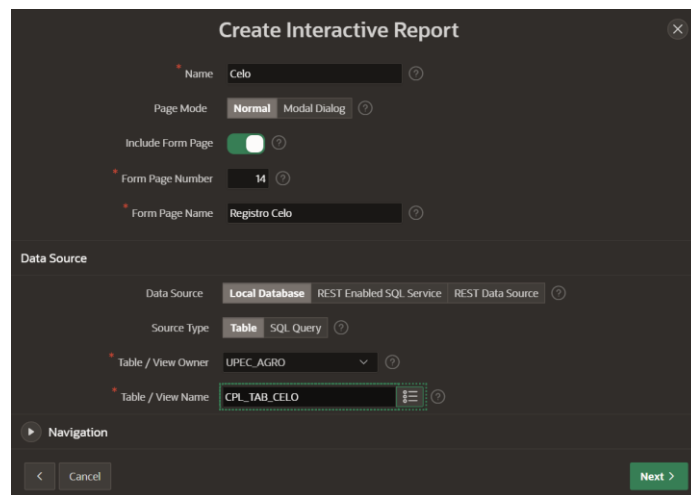 Create Interactive Report
* Name Celo
Page Mode Normal Modal Dialog
Include Form Page
* Form Page Number 14
* Form Page Name Registro Celo
Data Source
Data Source Local Database REST Enabled SQL Service REST Data Source
Source Type Table SQL Query
* Table / View Owner UPEC_AGRO
* Table / View Name CPL_TAB_CELO
Navigation
< Cancel Next >